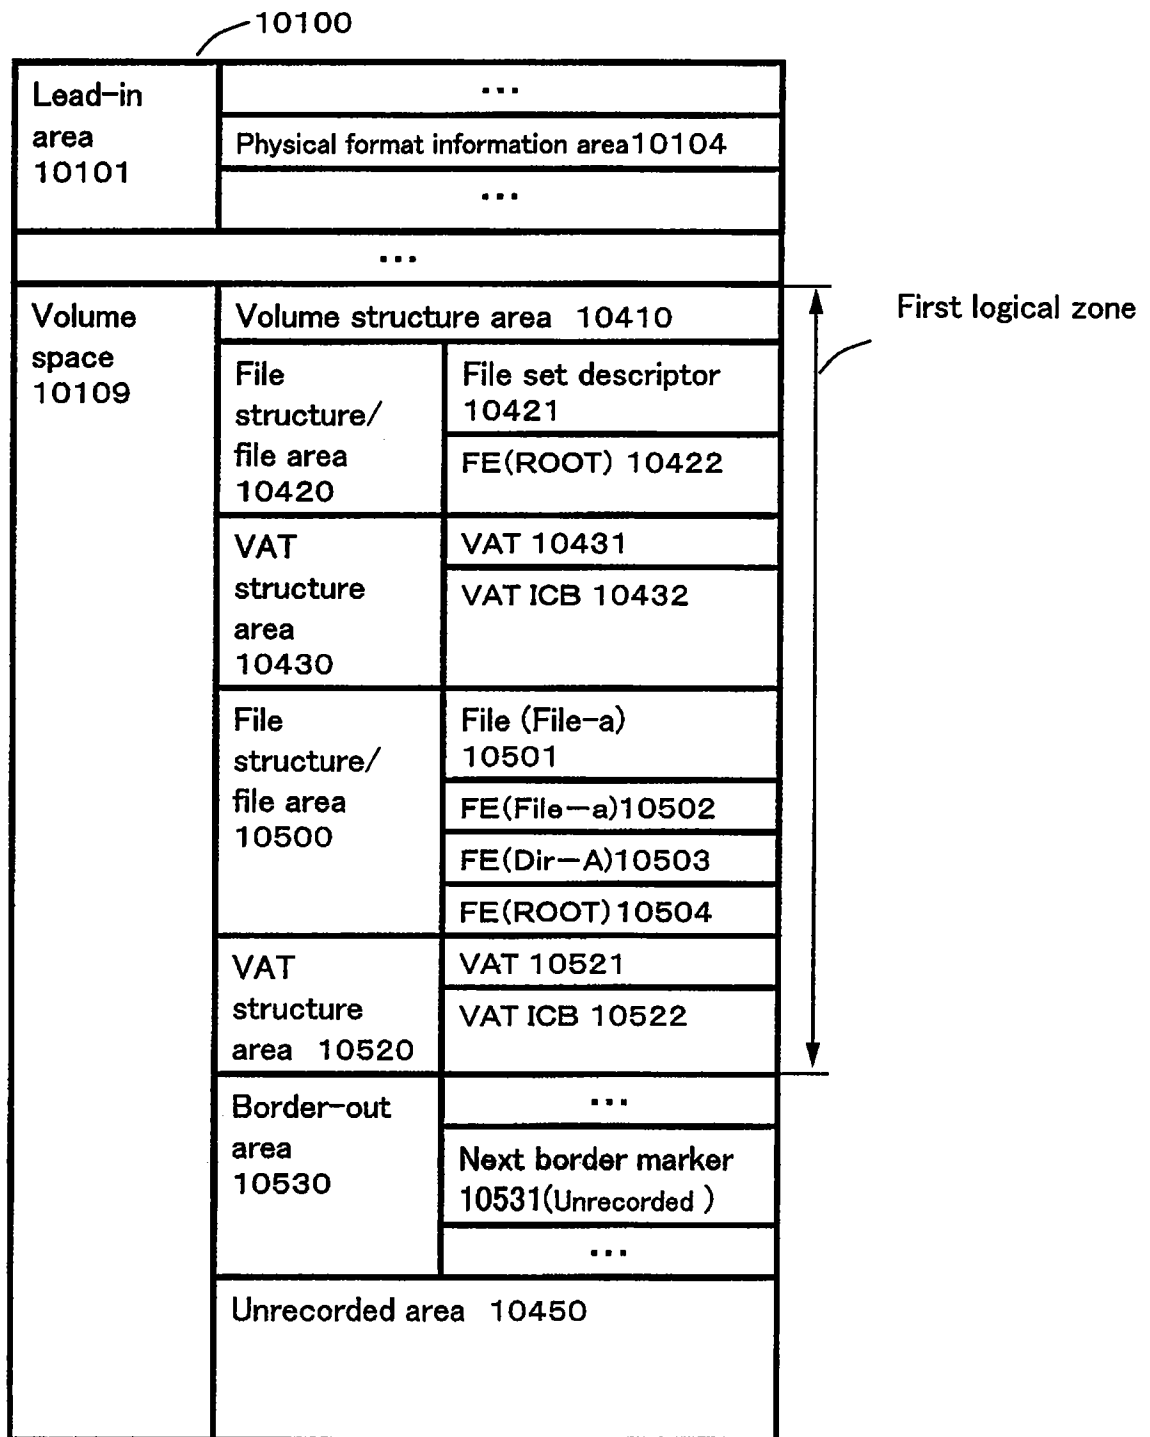 10100
Lead-in
area
10101
...
Physical format information area10104
...
...
Volume
space
10109
Volume structure area 10410
File
structure/
file area
10420
File set descriptor
10421
FE(ROOT) 10422
VAT
structure
area
10430
VAT 10431
VAT ICB 10432
File
structure/
file area
10500
File (File-a)
10501
FE(File-a)10502
FE(Dir-A)10503
FE(ROOT)10504
VAT
structure
area 10520
VAT 10521
VAT ICB 10522
Border-out
area
10530
...
Next border marker
10531(Unrecorded )
...
Unrecorded area 10450
First logical zone